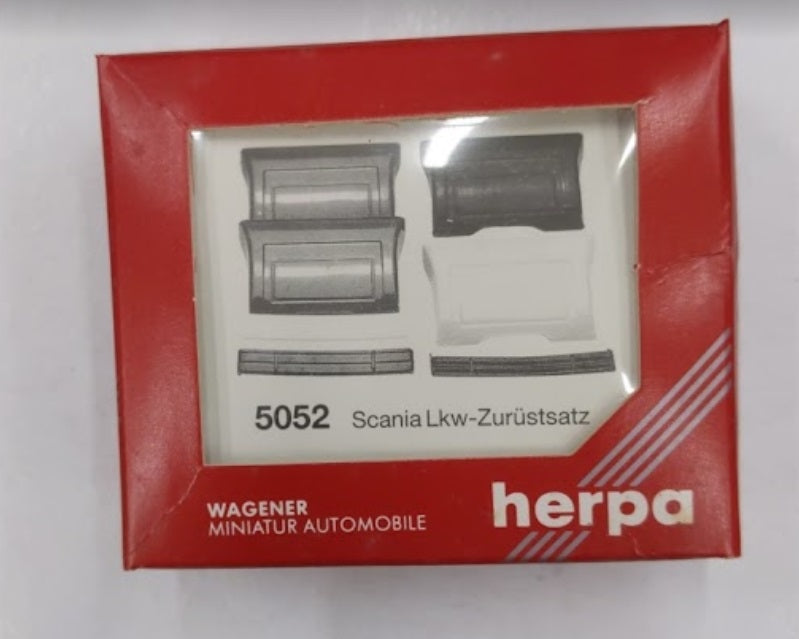 5052 Scania Lkw-Zurüstsatz
WAGENER
MINIATUR AUTOMOBILE
herpa